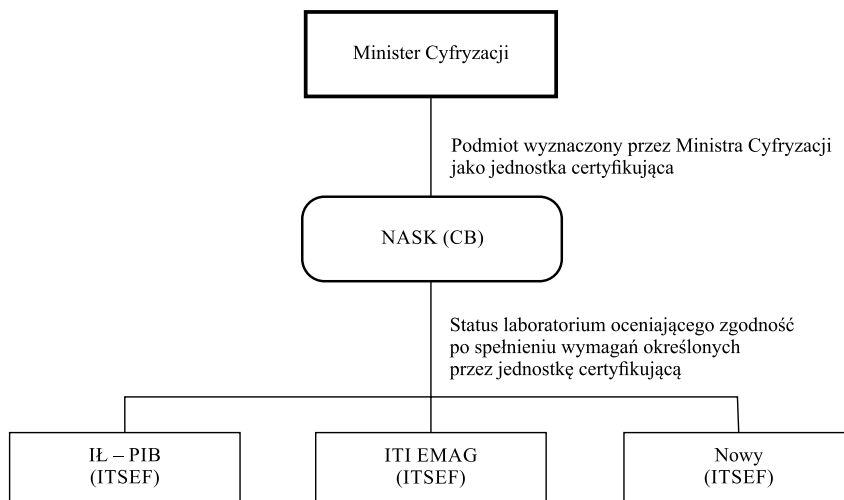 Minister Cyfryzacji
Podmiot wyznaczony przez Ministra Cyfryzacji
jako jednostka certyfikująca
NASK (CB)
Status laboratorium oceniającego zgodność
po spełnieniu wymagań określonych
przez jednostkę certyfikującą
IŁ – PIB
(ITSEF)
ITI EMAG
(ITSEF)
Nowy
(ITSEF)